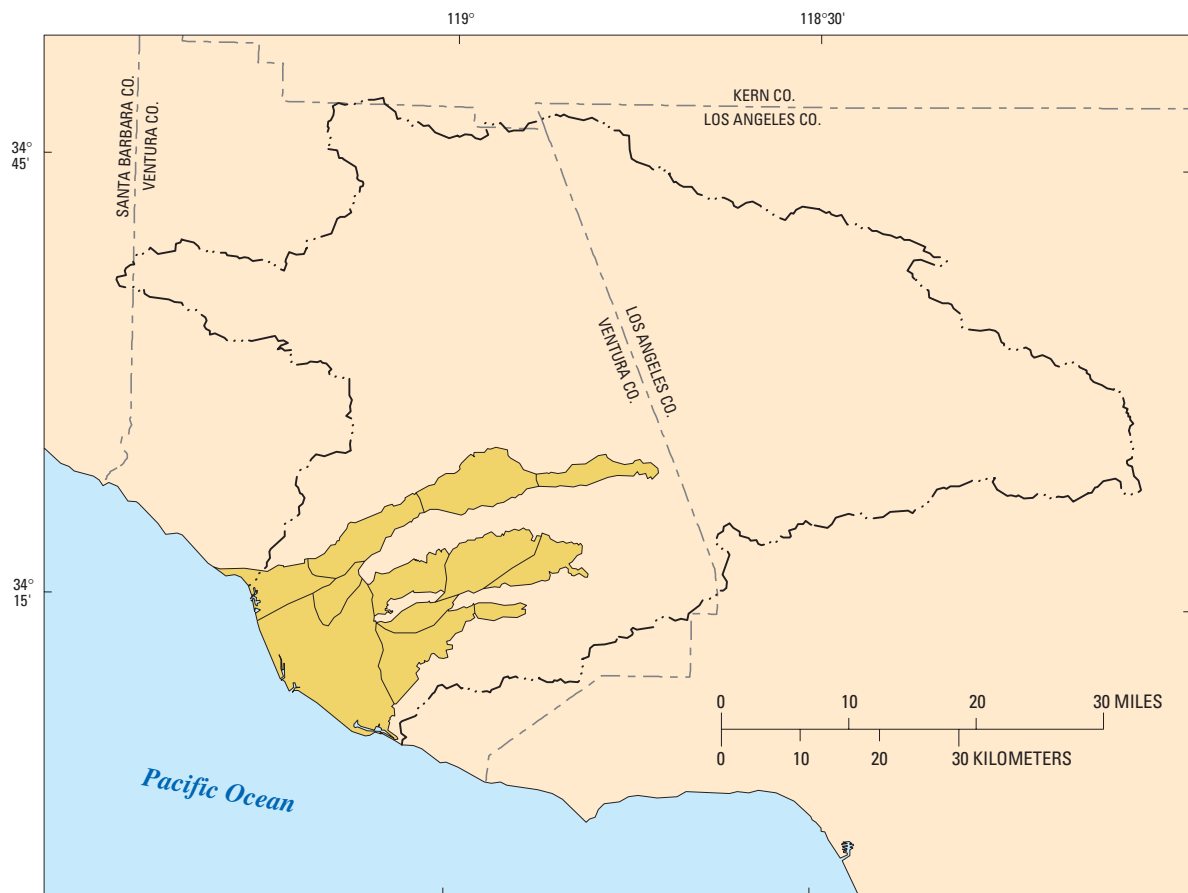 119°
118°30'
KERN CO.
LOS ANGELES CO.
SANTA BARBARA CO.
VENTURA CO.
34°
45'
LOS ANGELES CO.
VENTURA CO.
34°
15'
0 10 20 30 MILES
0 10 20 30 KILOMETERS
Pacific Ocean